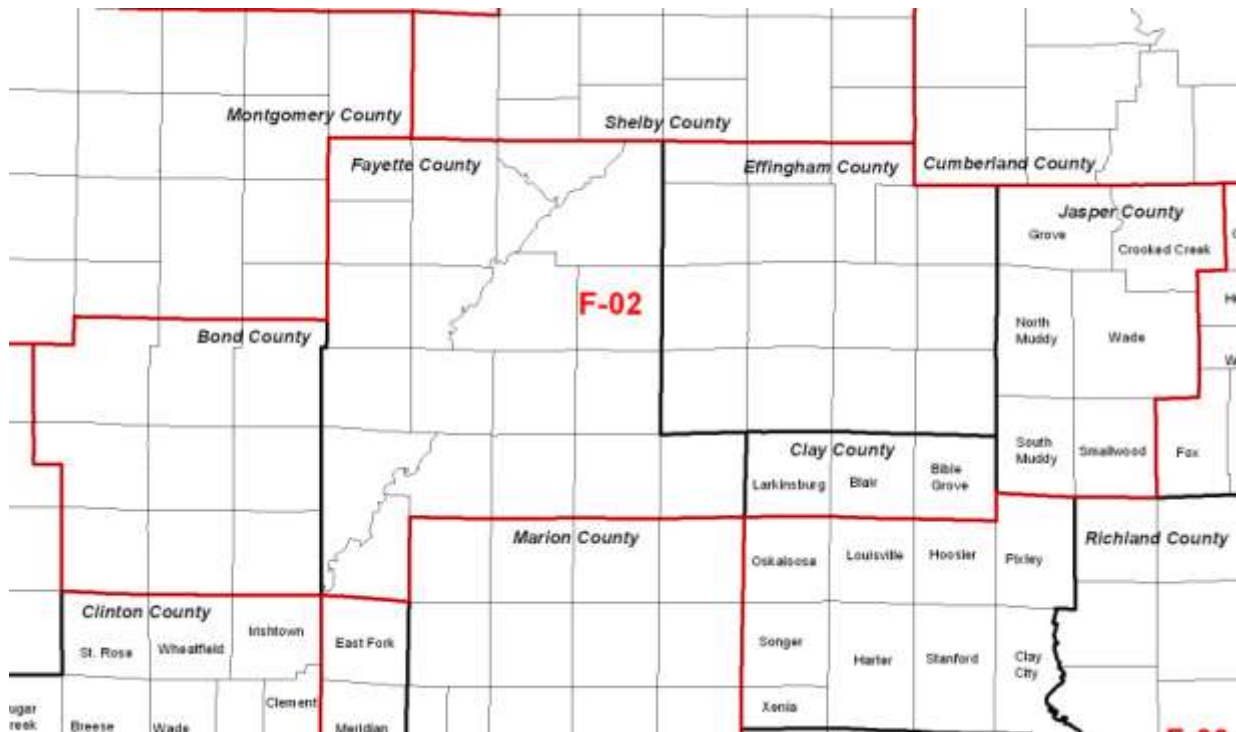 Montgomery County
Shelby County
Fayette County
Effingham County
Cumberland County
Jasper County
Grove
Crooked Creek
F-02
North
Muddy
Wade
Bond County
South
Muddy
Smallwood
Fox
Clay County
Larkinsburg
Blair
Bible
Grove
Marion County
Richland County
Oskaloosa
Louisville
Hoosier
Pixley
Clinton County
St. Rose
Wheatfield
Irishtown
East Fork
Songer
Harter
Stanford
Clay
City
Clement
Xenia
Breese
Wade
Meridian